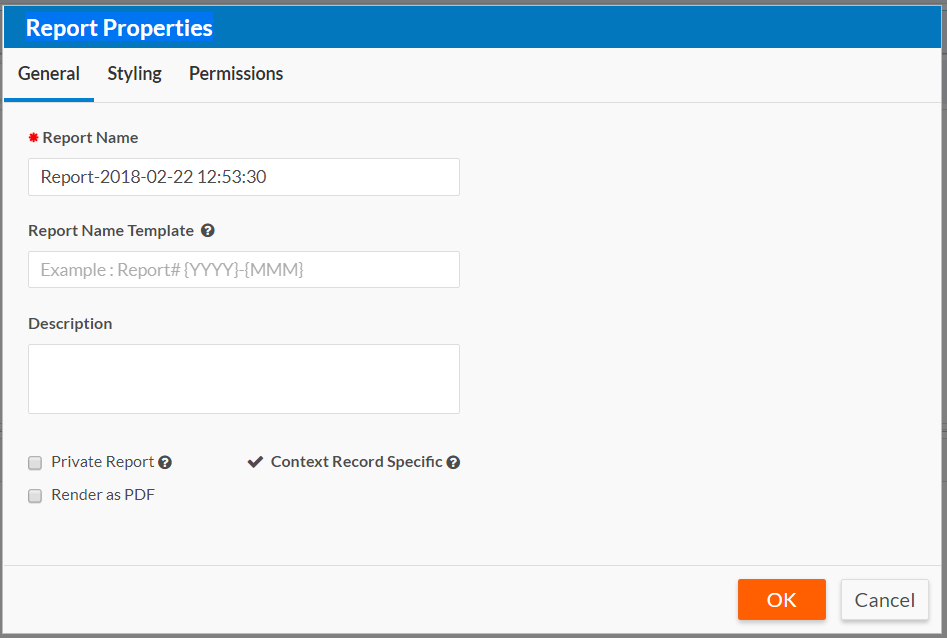 Report Properties
General Styling Permissions
* Report Name
Report-2018-02-22 12:53:30
Report Name Template ?
Example : Report# {YYYY}-{MMM}
Description
Private Report ? Context Record Specific ?
Render as PDF
OK Cancel